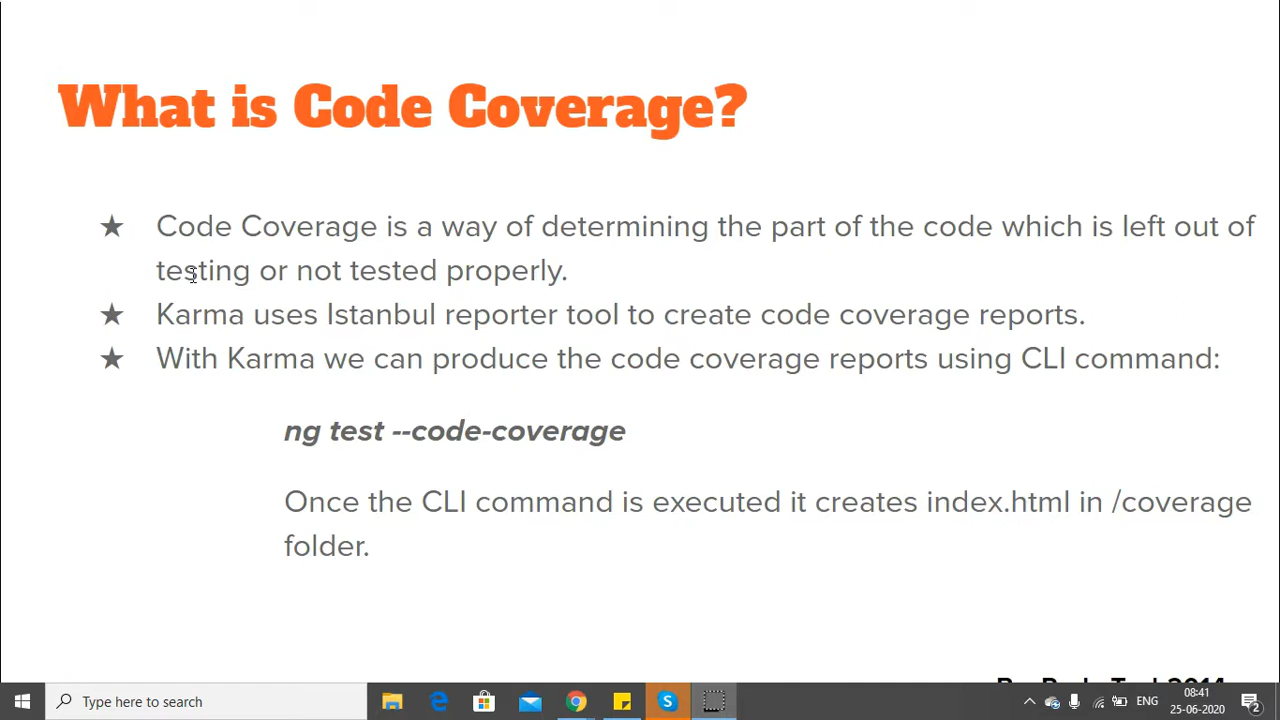 What is Code Coverage?
★ Code Coverage is a way of determining the part of the code which is left out of
testing or not tested properly.
★ Karma uses Istanbul reporter tool to create code coverage reports.
★ With Karma we can produce the code coverage reports using CLI command:
ng test --code-coverage
Once the CLI command is executed it creates index.html in /coverage
folder.
Type here to search
ENG
08:41
25-06-2020
2